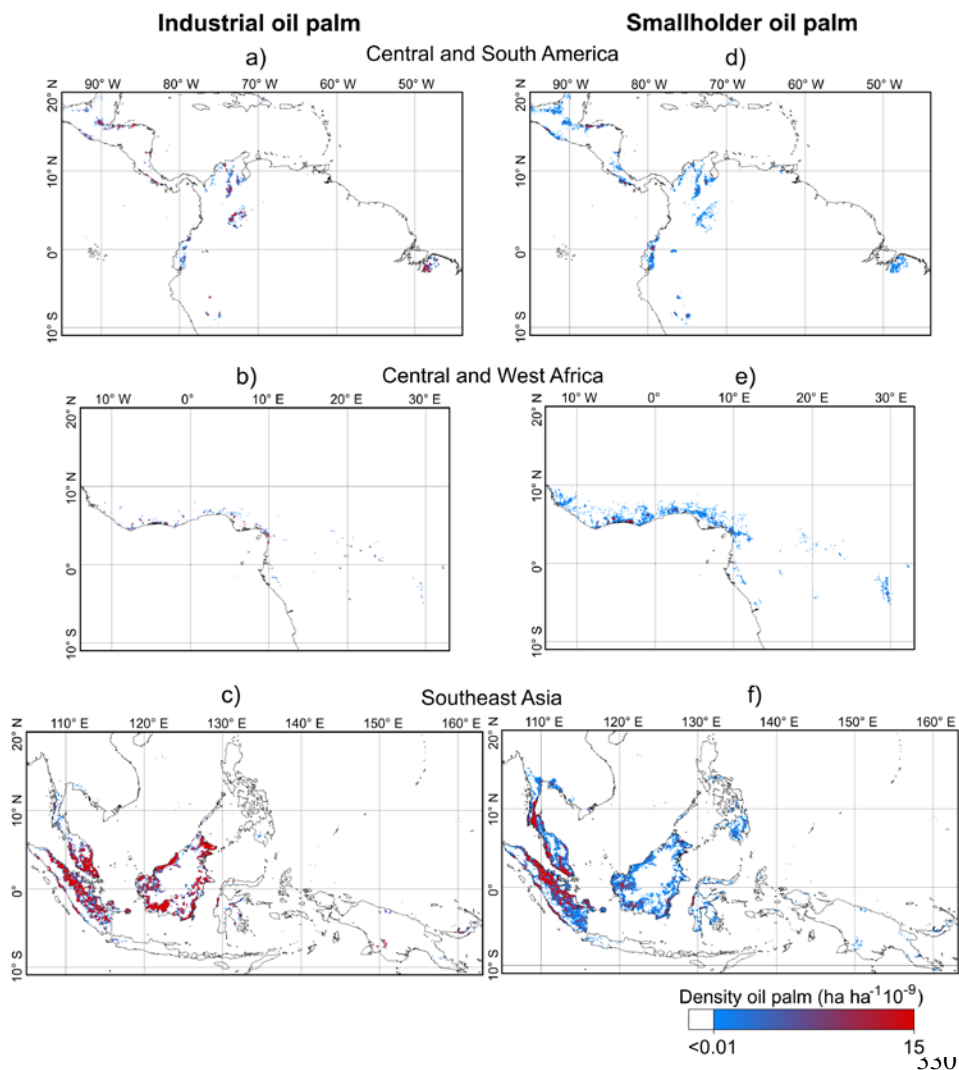 Industrial oil palm Smallholder oil palm
Central and South America
a) d)
90° W 80° W 70° W 60° W 50° W 90° W 80° W 70° W 60° W 50° W
20° N 20° N
10° N 10° N
0° 0°
10° S 10° S
Central and West Africa
b) e)
10° W 0° 10° E 20° E 30° E 10° W 0° 10° E 20° E 30° E
20° N 20° N
10° N 10° N
0° 0°
10° S 10° S
Southeast Asia
c) f)
110° E 120° E 130° E 140° E 150° E 160° E 110° E 120° E 130° E 140° E 150° E 160° E
20° N 20° N
10° N 10° N
0° 0°
10° S 10° S
Density oil palm (ha ha⁻¹10⁻⁹)
<0.01 15